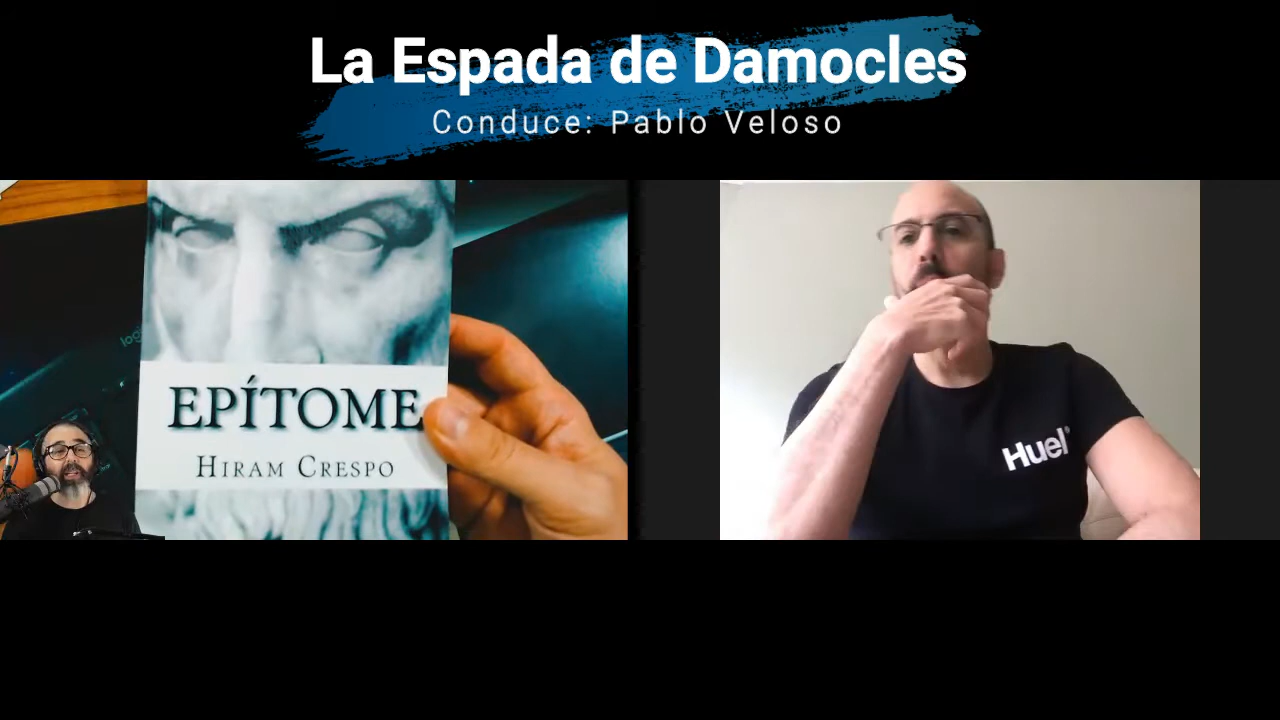 La Espada de Damocles
Conduce: Pablo Veloso
EPÍTOME
HIRAM CRESPO
Huel